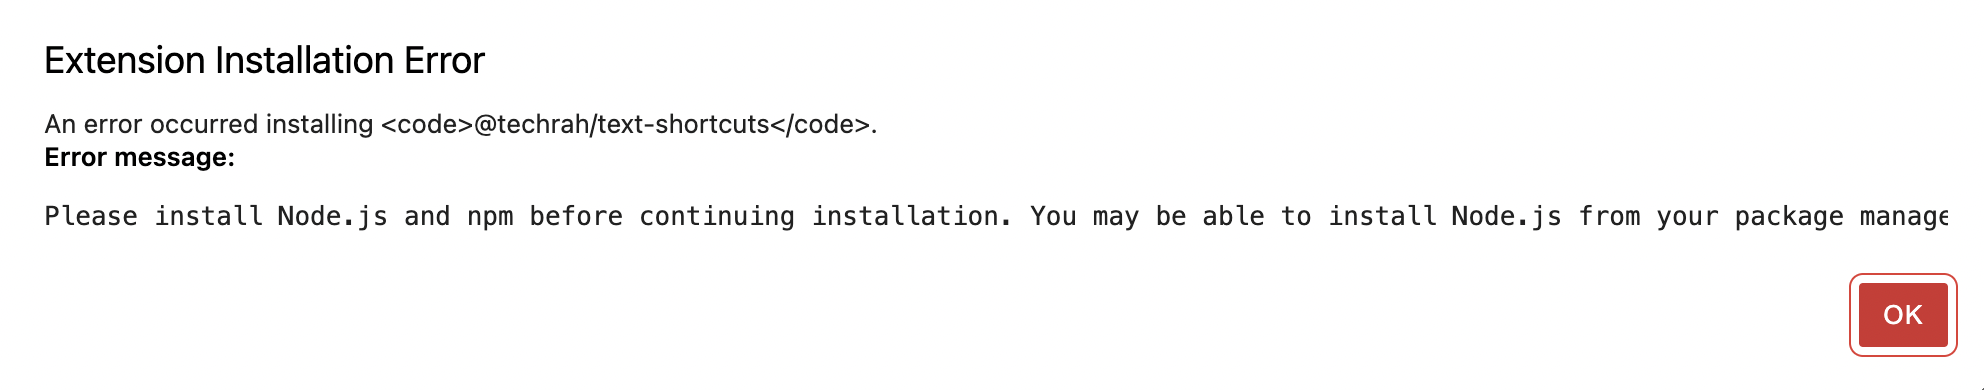 Extension Installation Error
An error occurred installing <code>@techrah/text-shortcuts</code>.
Error message:
Please install Node.js and npm before continuing installation. You may be able to install Node.js from your package manage
OK